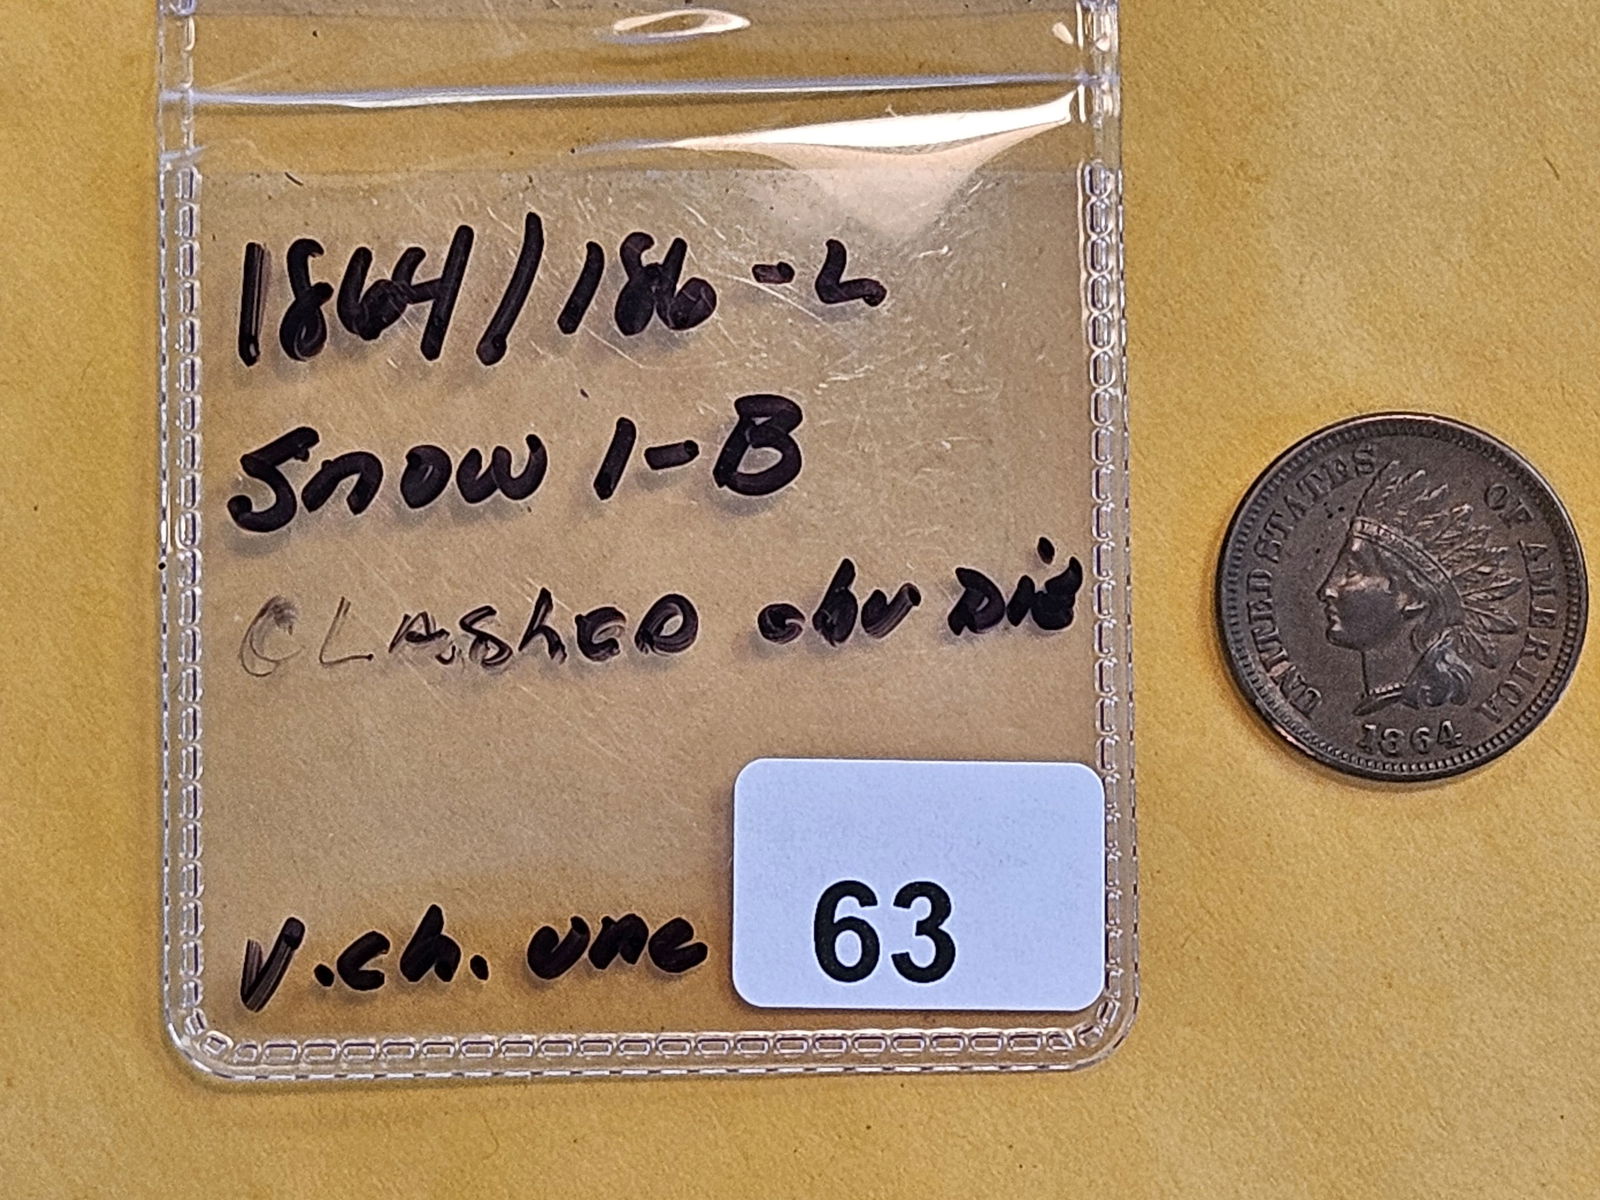 1864/186-L
Snow 1-B
CLAShED obv DiE
V.ch. unc
63
UNITED STATES OF AMERICA
1864